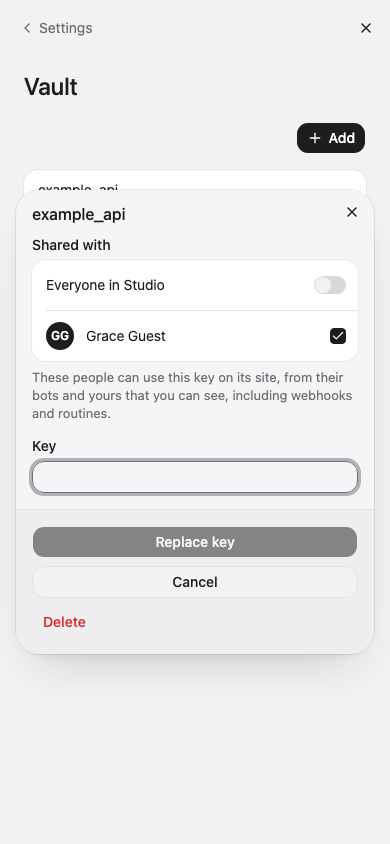 Settings
Vault
Add
example_api
example_api
Shared with
Everyone in Studio
GG Grace Guest
These people can use this key on its site, from their
bots and yours that you can see, including webhooks
and routines.
Key
Replace key
Cancel
Delete